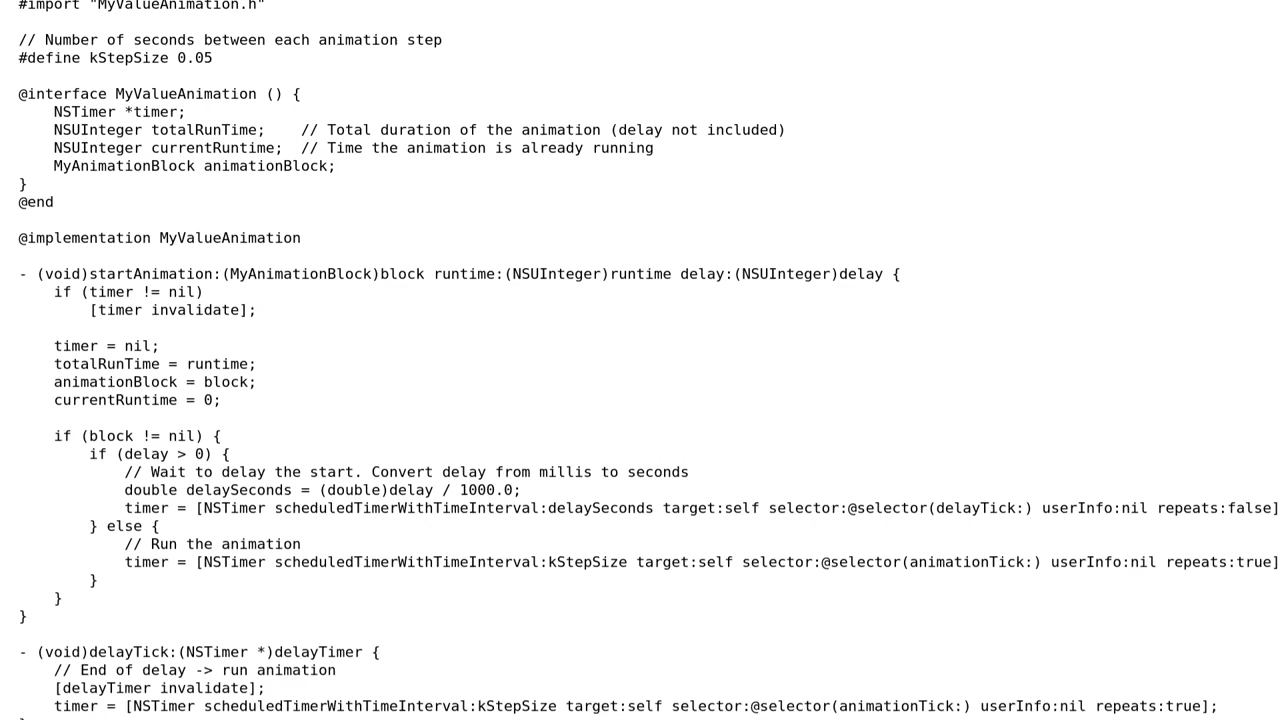 #import "MyValueAnimation.h"
// Number of seconds between each animation step
#define kStepSize 0.05
@interface MyValueAnimation () {
    NSTimer *timer;
    NSUInteger totalRunTime;    // Total duration of the animation (delay not included)
    NSUInteger currentRuntime;  // Time the animation is already running
    MyAnimationBlock animationBlock;
}
@end
@implementation MyValueAnimation
- (void)startAnimation:(MyAnimationBlock)block runtime:(NSUInteger)runtime delay:(NSUInteger)delay {
    if (timer != nil)
        [timer invalidate];
    timer = nil;
    totalRunTime = runtime;
    animationBlock = block;
    currentRuntime = 0;
    if (block != nil) {
        if (delay > 0) {
            // Wait to delay the start. Convert delay from millis to seconds
            double delaySeconds = (double)delay / 1000.0;
            timer = [NSTimer scheduledTimerWithTimeInterval:delaySeconds target:self selector:@selector(delayTick:) userInfo:nil repeats:false]
        } else {
            // Run the animation
            timer = [NSTimer scheduledTimerWithTimeInterval:kStepSize target:self selector:@selector(animationTick:) userInfo:nil repeats:true]
        }
    }
}
- (void)delayTick:(NSTimer *)delayTimer {
    // End of delay -> run animation
    [delayTimer invalidate];
    timer = [NSTimer scheduledTimerWithTimeInterval:kStepSize target:self selector:@selector(animationTick:) userInfo:nil repeats:true];